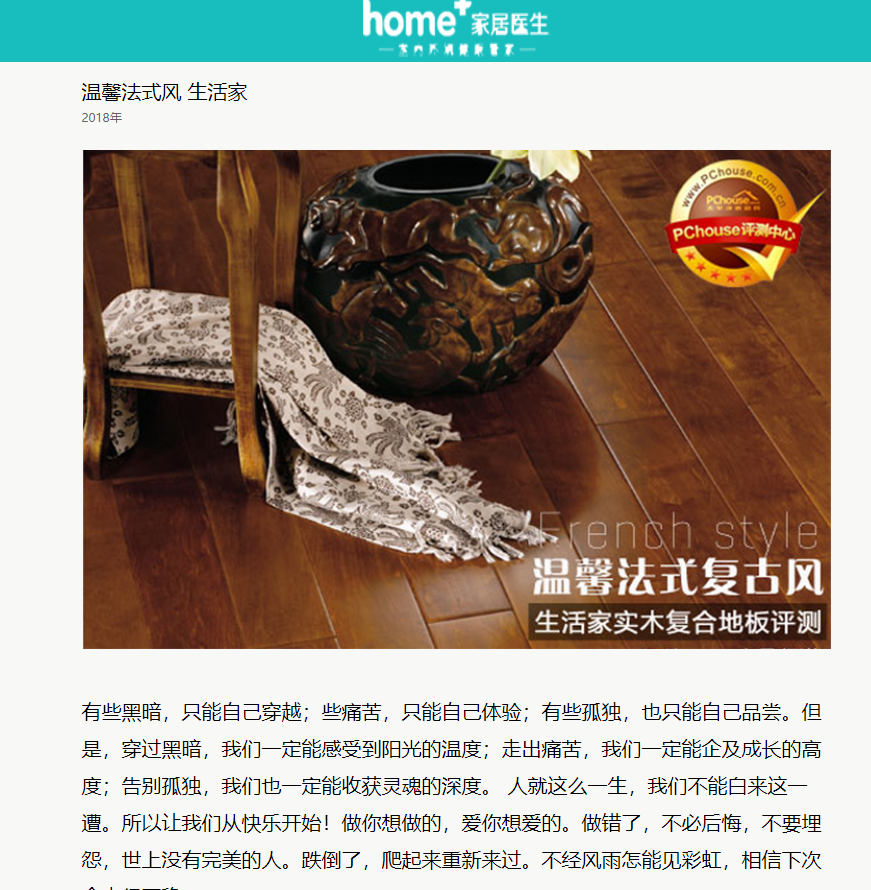 home+家居医生
温馨法式风 生活家
2018年
www.PChouse.com.cn
PChouse
PChouse评测中心
French style
温馨法式复古风
生活家实木复合地板评测
有些黑暗，只能自己穿越；些痛苦，只能自己体验；有些孤独，也只能自己品尝。但
是，穿过黑暗，我们一定能感受到阳光的温度；走出痛苦，我们一定能企及成长的高
度；告别孤独，我们也一定能收获灵魂的深度。 人就这么一生，我们不能白来这一
遭。所以让我们从快乐开始！做你想做的，爱你想爱的。做错了，不必后悔，不要埋
怨，世上没有完美的人。跌倒了，爬起来重新来过。不经风雨怎能见彩虹，相信下次